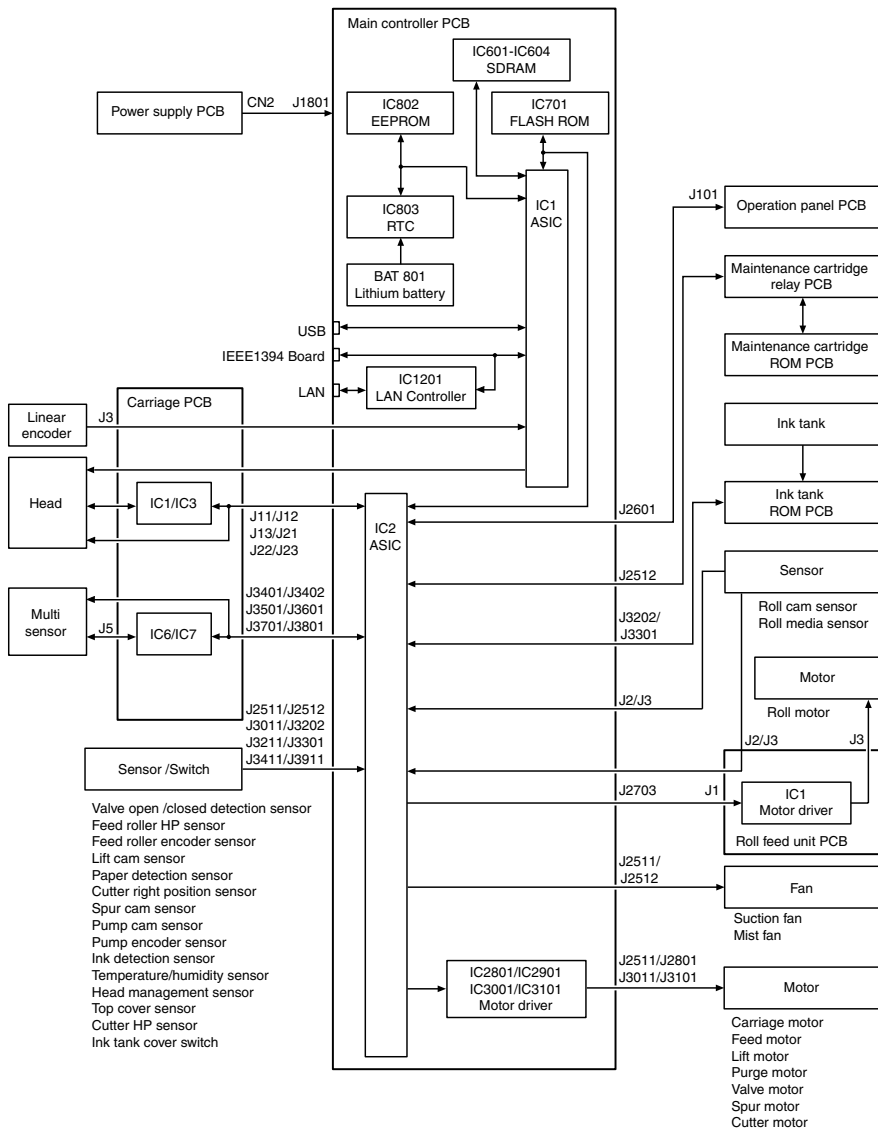 Main controller PCB
IC601-IC604
SDRAM
Power supply PCB
CN2
J1801
IC802
EEPROM
IC701
FLASH ROM
IC803
RTC
IC1
ASIC
BAT 801
Lithium battery
J101
Operation panel PCB
Maintenance cartridge
relay PCB
Maintenance cartridge
ROM PCB
USB
IEEE1394 Board
LAN
IC1201
LAN Controller
Carriage PCB
Linear
encoder
J3
Head
IC1/IC3
J11/J12
J13/J21
J22/J23
IC2
ASIC
Ink tank
Ink tank
ROM PCB
J2601
J2512
Sensor
Roll cam sensor
Roll media sensor
Multi
sensor
J5
IC6/IC7
J3401/J3402
J3501/J3601
J3701/J3801
J3202/
J3301
Motor
Roll motor
J2/J3
J2/J3
J3
J2511/J2512
J3011/J3202
J3211/J3301
J3411/J3911
Sensor /Switch
Valve open /closed detection sensor
Feed roller HP sensor
Feed roller encoder sensor
Lift cam sensor
Paper detection sensor
Cutter right position sensor
Spur cam sensor
Pump cam sensor
Pump encoder sensor
Ink detection sensor
Temperature/humidity sensor
Head management sensor
Top cover sensor
Cutter HP sensor
Ink tank cover switch
J2703
J1
IC1
Motor driver
Roll feed unit PCB
J2511/
J2512
Fan
Suction fan
Mist fan
IC2801/IC2901
IC3001/IC3101
Motor driver
J2511/J2801
J3011/J3101
Motor
Carriage motor
Feed motor
Lift motor
Purge motor
Valve motor
Spur motor
Cutter motor